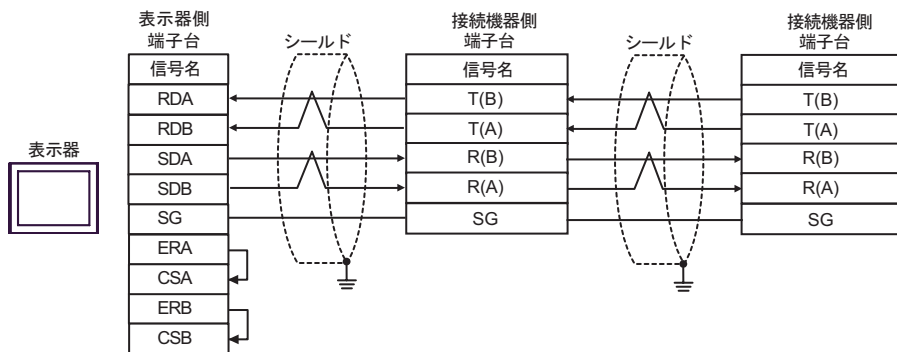 表示器
表示器側
端子台
信号名
RDA
RDB
SDA
SDB
SG
ERA
CSA
ERB
CSB
シールド
接続機器側
端子台
信号名
T(B)
T(A)
R(B)
R(A)
SG
シールド
接続機器側
端子台
信号名
T(B)
T(A)
R(B)
R(A)
SG